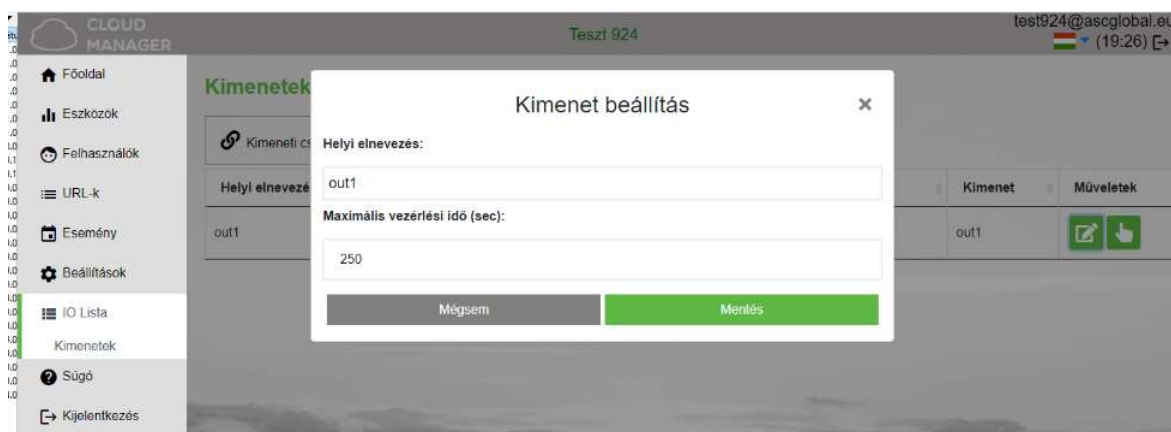 CLOUD
MANAGER
Teszt 924
test924@ascglobal.eu
(19:26)
Főoldal
Eszközök
Felhasználók
URL-k
Esemény
Beállítások
IO Lista
Kimenetek
Súgó
Kijelentkezés
Kimenetek
Kimeneti cs
Helyi elnevezé
Kimenet
Műveletek
out1
out1
Kimenet beállítás
×
Helyi elnevezés:
out1
Maximális vezérlési idő (sec):
250
Mégsem
Mentés